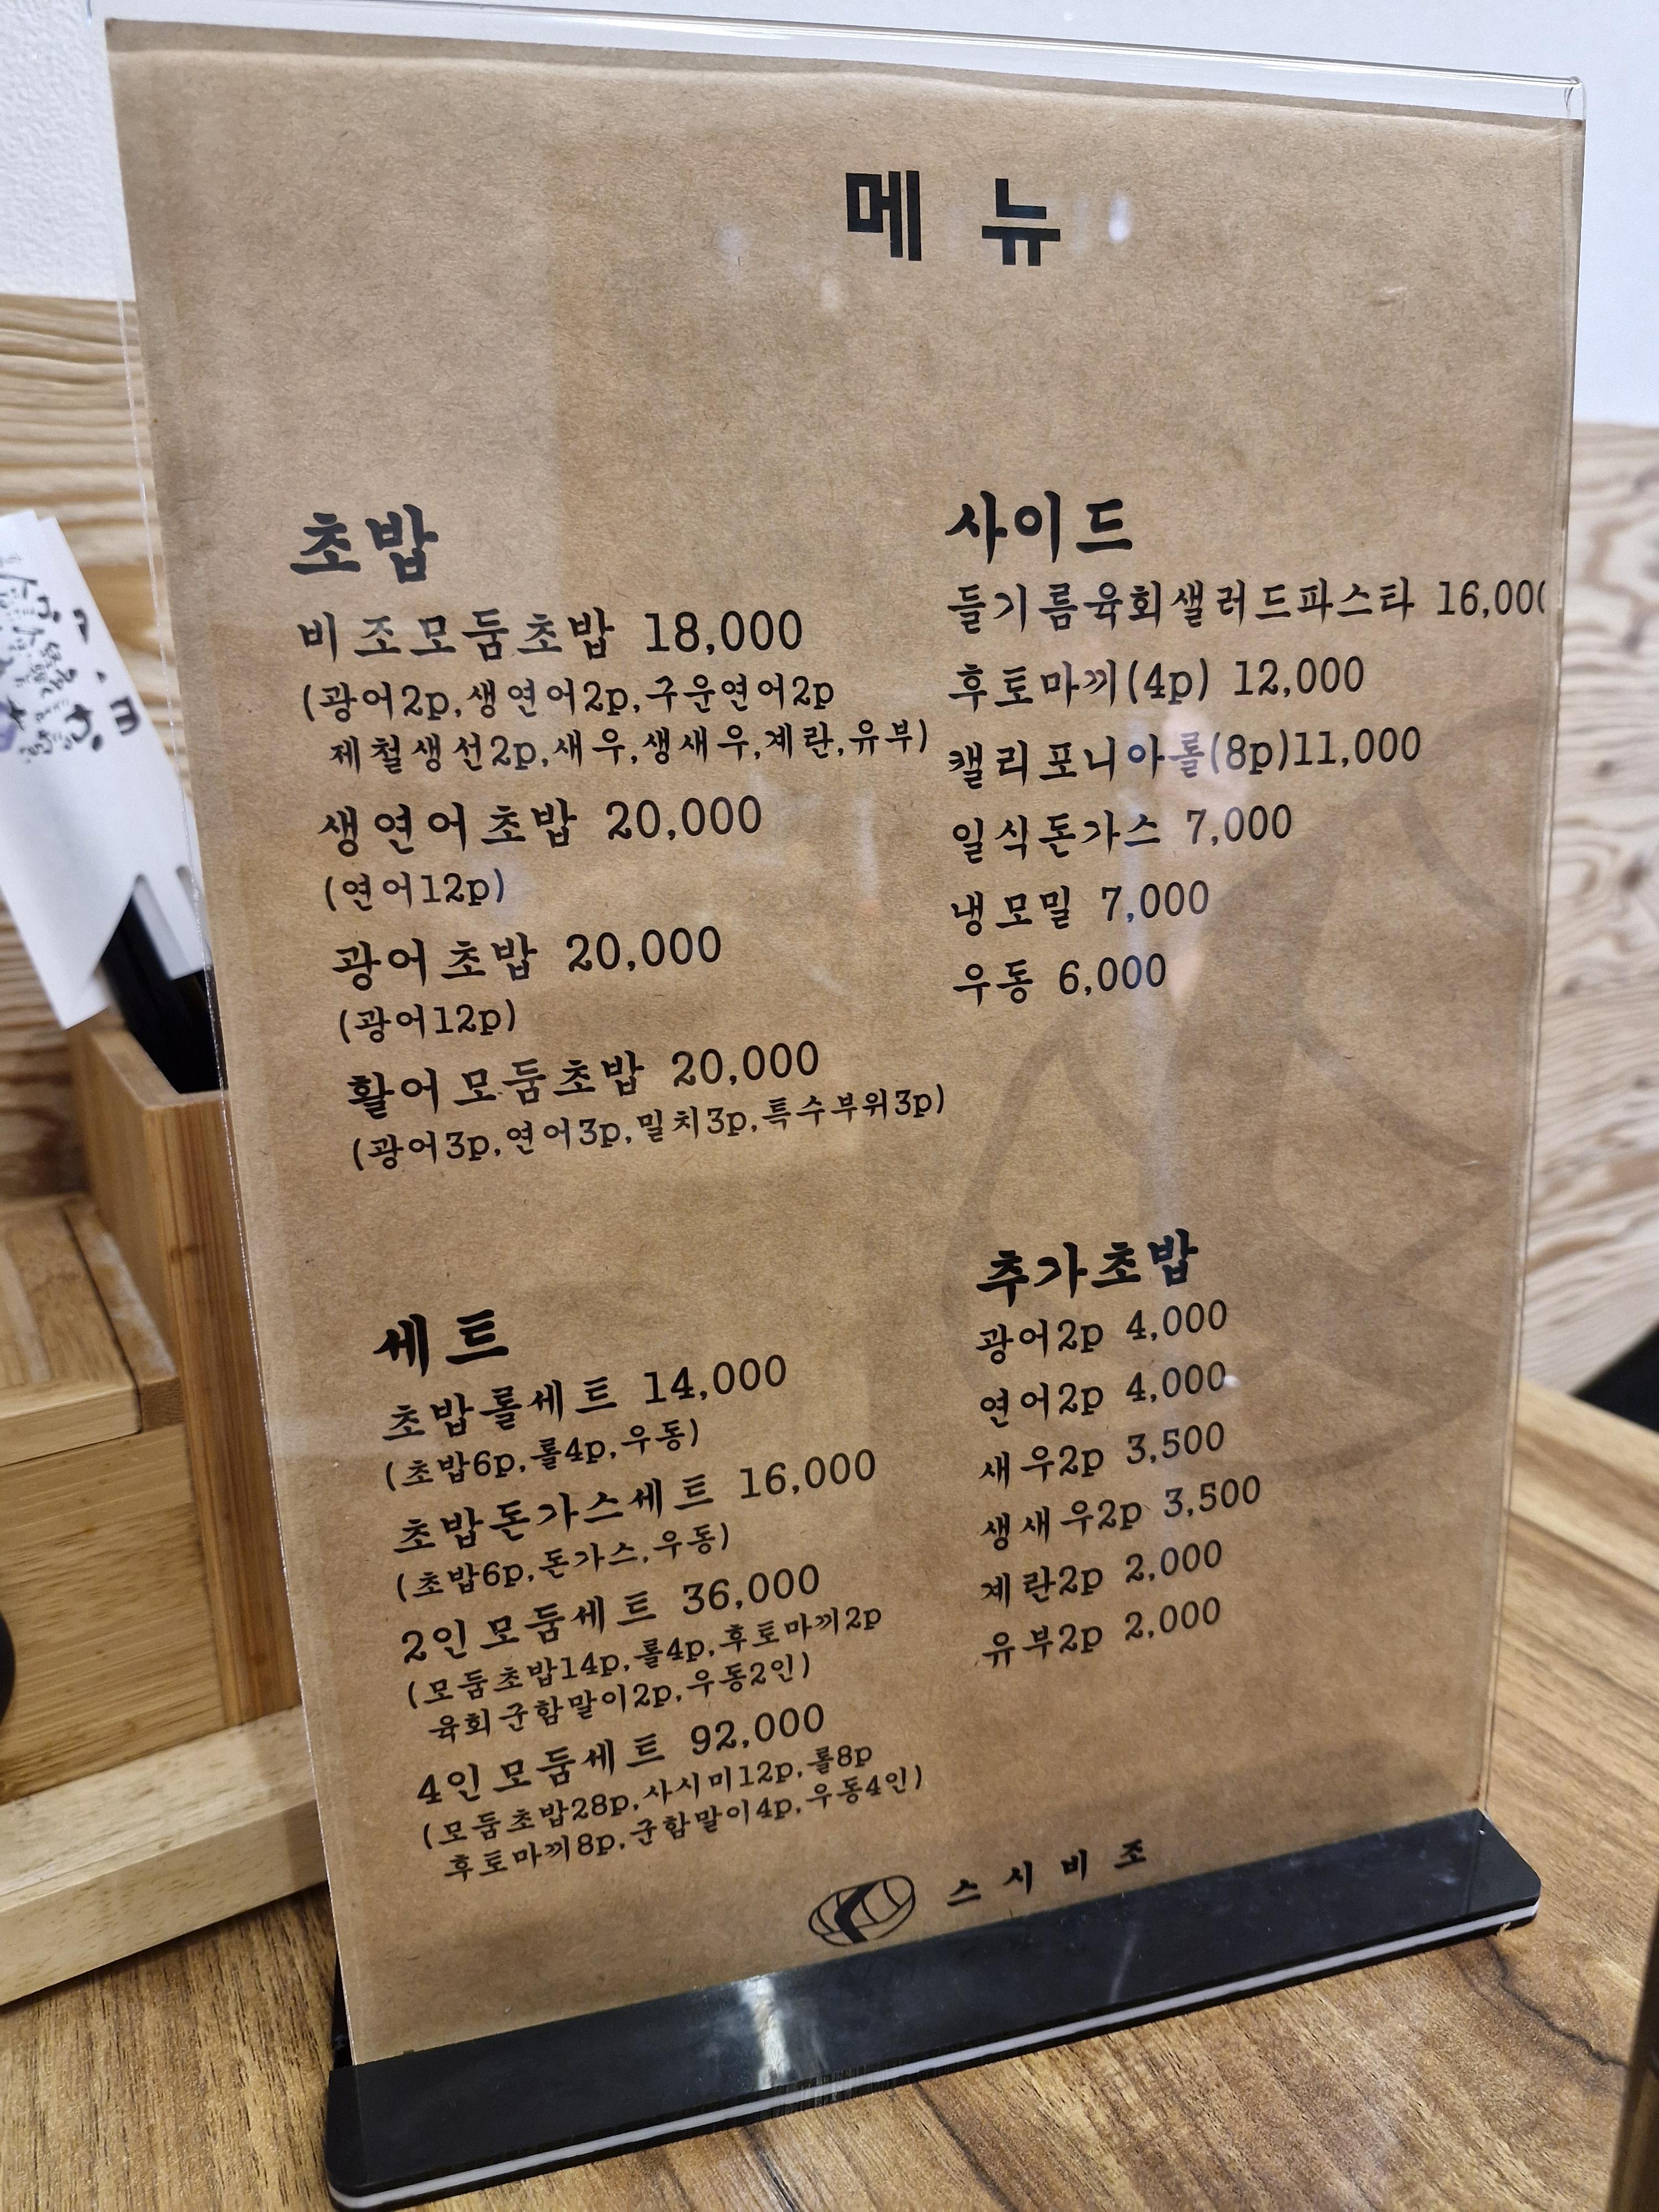 메뉴
초밥
비조모둠초밥 18,000
(광어2p,생연어2p,구운연어2p
제철생선2p,새우,생새우,계란,유부)
생연어초밥 20,000
(연어12p)
광어초밥 20,000
(광어12p)
활어모둠초밥 20,000
(광어3p,연어3p,밀치3p,특수부위3p)
세트
초밥롤세트 14,000
(초밥6p,롤4p,우동)
초밥돈가스세트 16,000
(초밥6p,돈가스,우동)
2인모둠세트 36,000
(모둠초밥14p,롤4p,후토마끼2p
육회군함말이2p,우동2인)
4인모둠세트 92,000
(모둠초밥28p,사시미12p,롤8p
후토마끼8p,군함말이4p,우동4인)
사이드
들기름육회샐러드파스타 16,000
후토마끼(4p) 12,000
캘리포니아롤(8p)11,000
일식돈가스 7,000
냉모밀 7,000
우동 6,000
추가초밥
광어2p 4,000
연어2p 4,000
새우2p 3,500
생새우2p 3,500
계란2p 2,000
유부2p 2,000
스시비조